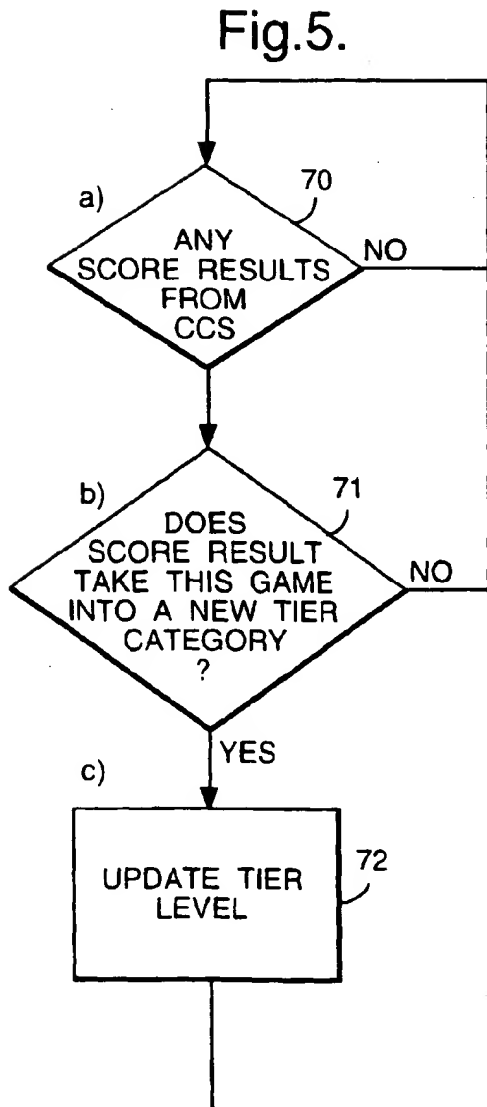 Fig.5.
a)
70
ANY
SCORE RESULTS
FROM
CCS
NO
b)
71
DOES
SCORE RESULT
TAKE THIS GAME
INTO A NEW TIER
CATEGORY
?
NO
YES
c)
72
UPDATE TIER
LEVEL